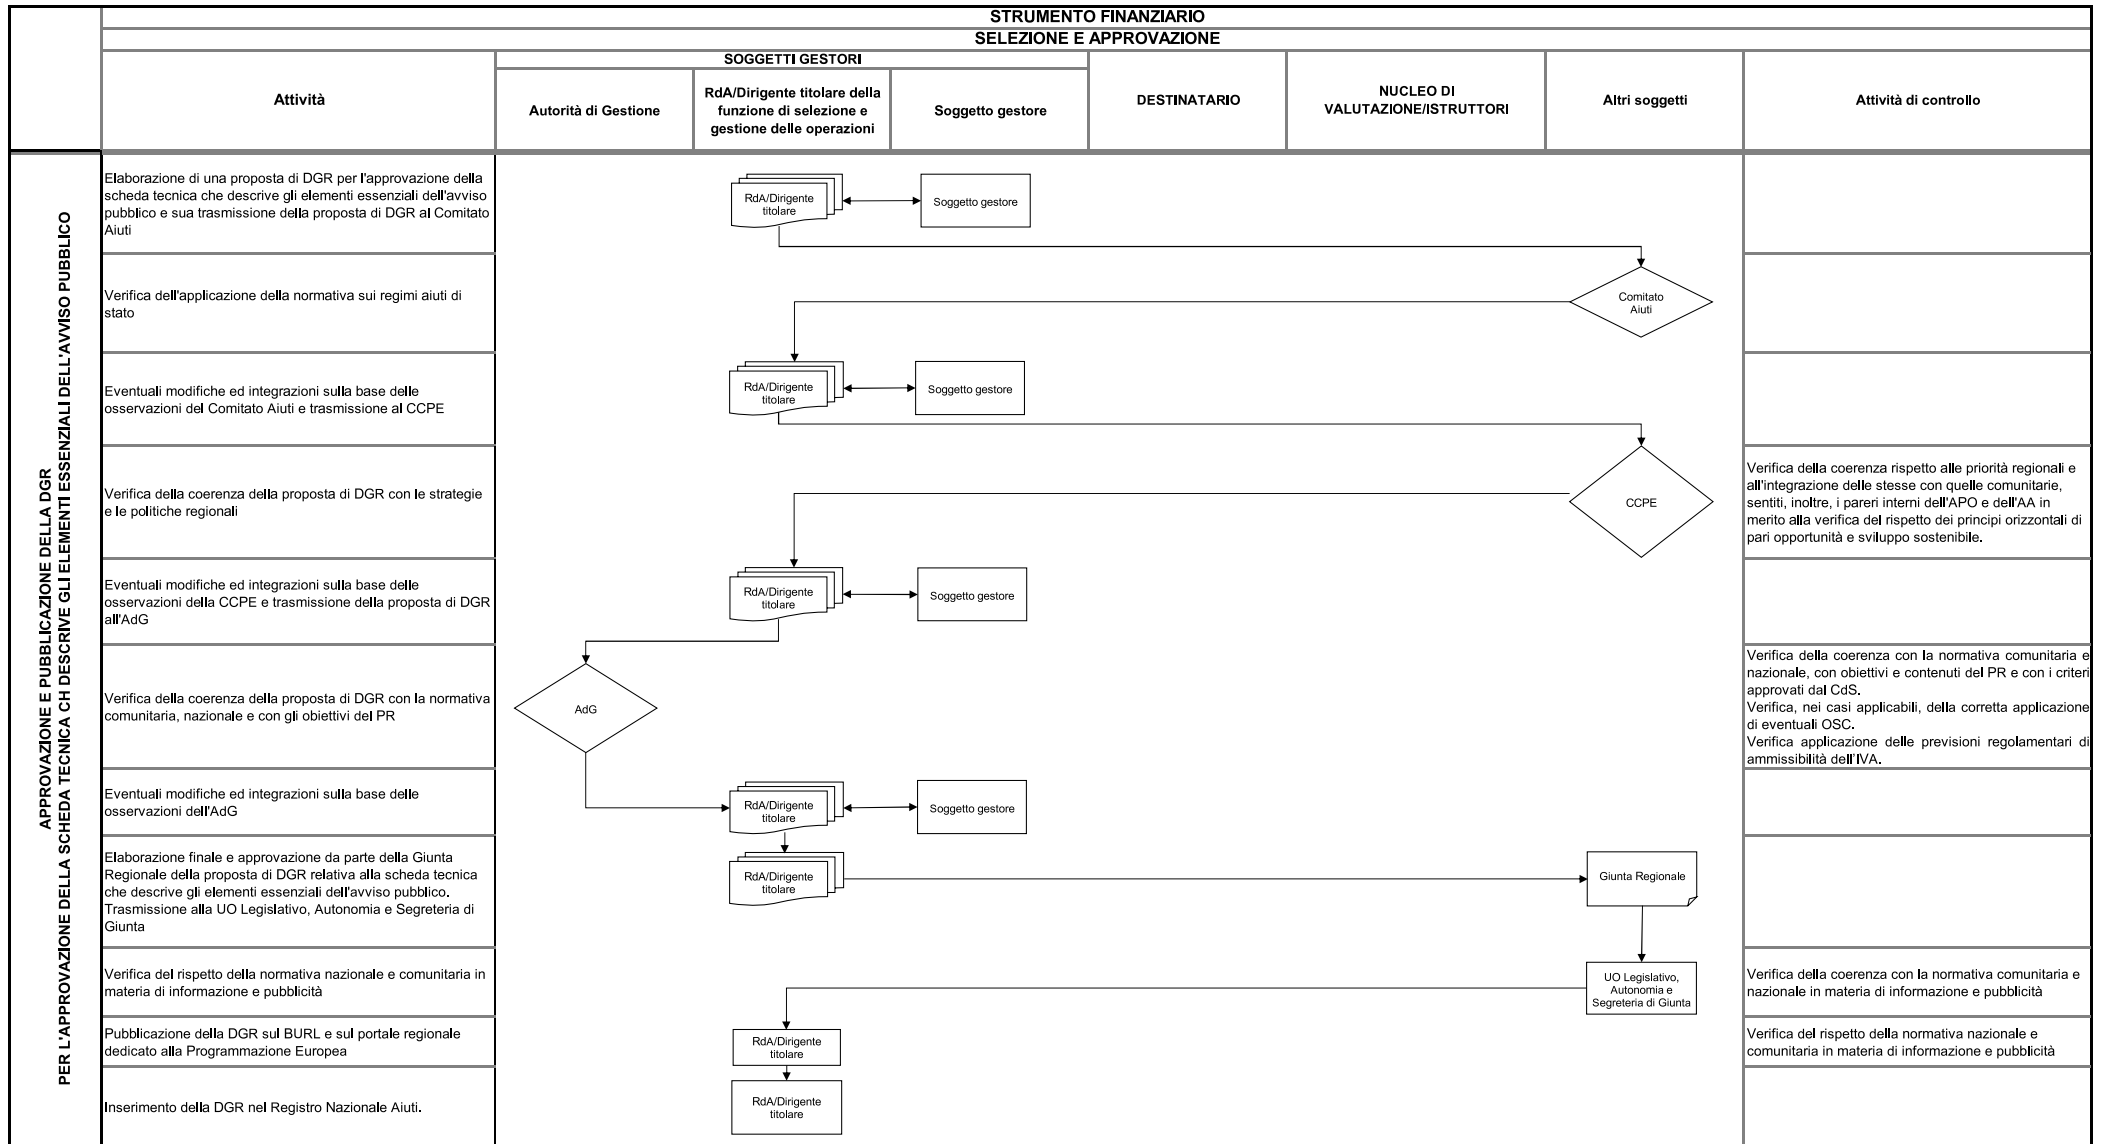 STRUMENTO FINANZIARIO
SELEZIONE E APPROVAZIONE
Attività
SOGGETTI GESTORI
Autorità di Gestione
RdA/Dirigente titolare della
funzione di selezione e
gestione delle operazioni
Soggetto gestore
DESTINATARIO
NUCLEO DI
VALUTAZIONE/ISTRUTTORI
Altri soggetti
Attività di controllo
APPROVAZIONE E PUBBLICAZIONE DELLA DGR
PER L'APPROVAZIONE DELLA SCHEDA TECNICA CH DESCRIVE GLI ELEMENTI ESSENZIALI DELL'AVVISO PUBBLICO
Elaborazione di una proposta di DGR per l'approvazione della
scheda tecnica che descrive gli elementi essenziali dell'avviso
pubblico e sua trasmissione della proposta di DGR al Comitato
Aiuti
RdA/Dirigente
titolare
Soggetto gestore
Verifica dell'applicazione della normativa sui regimi aiuti di
stato
Comitato
Aiuti
Eventuali modifiche ed integrazioni sulla base delle
osservazioni del Comitato Aiuti e trasmissione al CCPE
RdA/Dirigente
titolare
Soggetto gestore
Verifica della coerenza della proposta di DGR con le strategie
e le politiche regionali
CCPE
Verifica della coerenza rispetto alle priorità regionali e
all'integrazione delle stesse con quelle comunitarie,
sentiti, inoltre, i pareri interni dell'APO e dell'AA in
merito alla verifica del rispetto dei principi orizzontali di
pari opportunità e sviluppo sostenibile.
Eventuali modifiche ed integrazioni sulla base delle
osservazioni della CCPE e trasmissione della proposta di DGR
all'AdG
RdA/Dirigente
titolare
Soggetto gestore
Verifica della coerenza della proposta di DGR con la normativa
comunitaria, nazionale e con gli obiettivi del PR
AdG
Verifica della coerenza con la normativa comunitaria e
nazionale, con obiettivi e contenuti del PR e con i criteri
approvati dal CdS.
Verifica, nei casi applicabili, della corretta applicazione
di eventuali OSC.
Verifica applicazione delle previsioni regolamentari di
ammissibilità dell'IVA.
Eventuali modifiche ed integrazioni sulla base delle
osservazioni dell'AdG
RdA/Dirigente
titolare
Soggetto gestore
Elaborazione finale e approvazione da parte della Giunta
Regionale della proposta di DGR relativa alla scheda tecnica
che descrive gli elementi essenziali dell'avviso pubblico.
Trasmissione alla UO Legislativo, Autonomia e Segreteria di
Giunta
RdA/Dirigente
titolare
Giunta Regionale
Verifica del rispetto della normativa nazionale e comunitaria in
materia di informazione e pubblicità
UO Legislativo,
Autonomia e
Segreteria di Giunta
Verifica della coerenza con la normativa comunitaria e
nazionale in materia di informazione e pubblicità
Pubblicazione della DGR sul BURL e sul portale regionale
dedicato alla Programmazione Europea
RdA/Dirigente
titolare
Verifica del rispetto della normativa nazionale e
comunitaria in materia di informazione e pubblicità
Inserimento della DGR nel Registro Nazionale Aiuti.
RdA/Dirigente
titolare